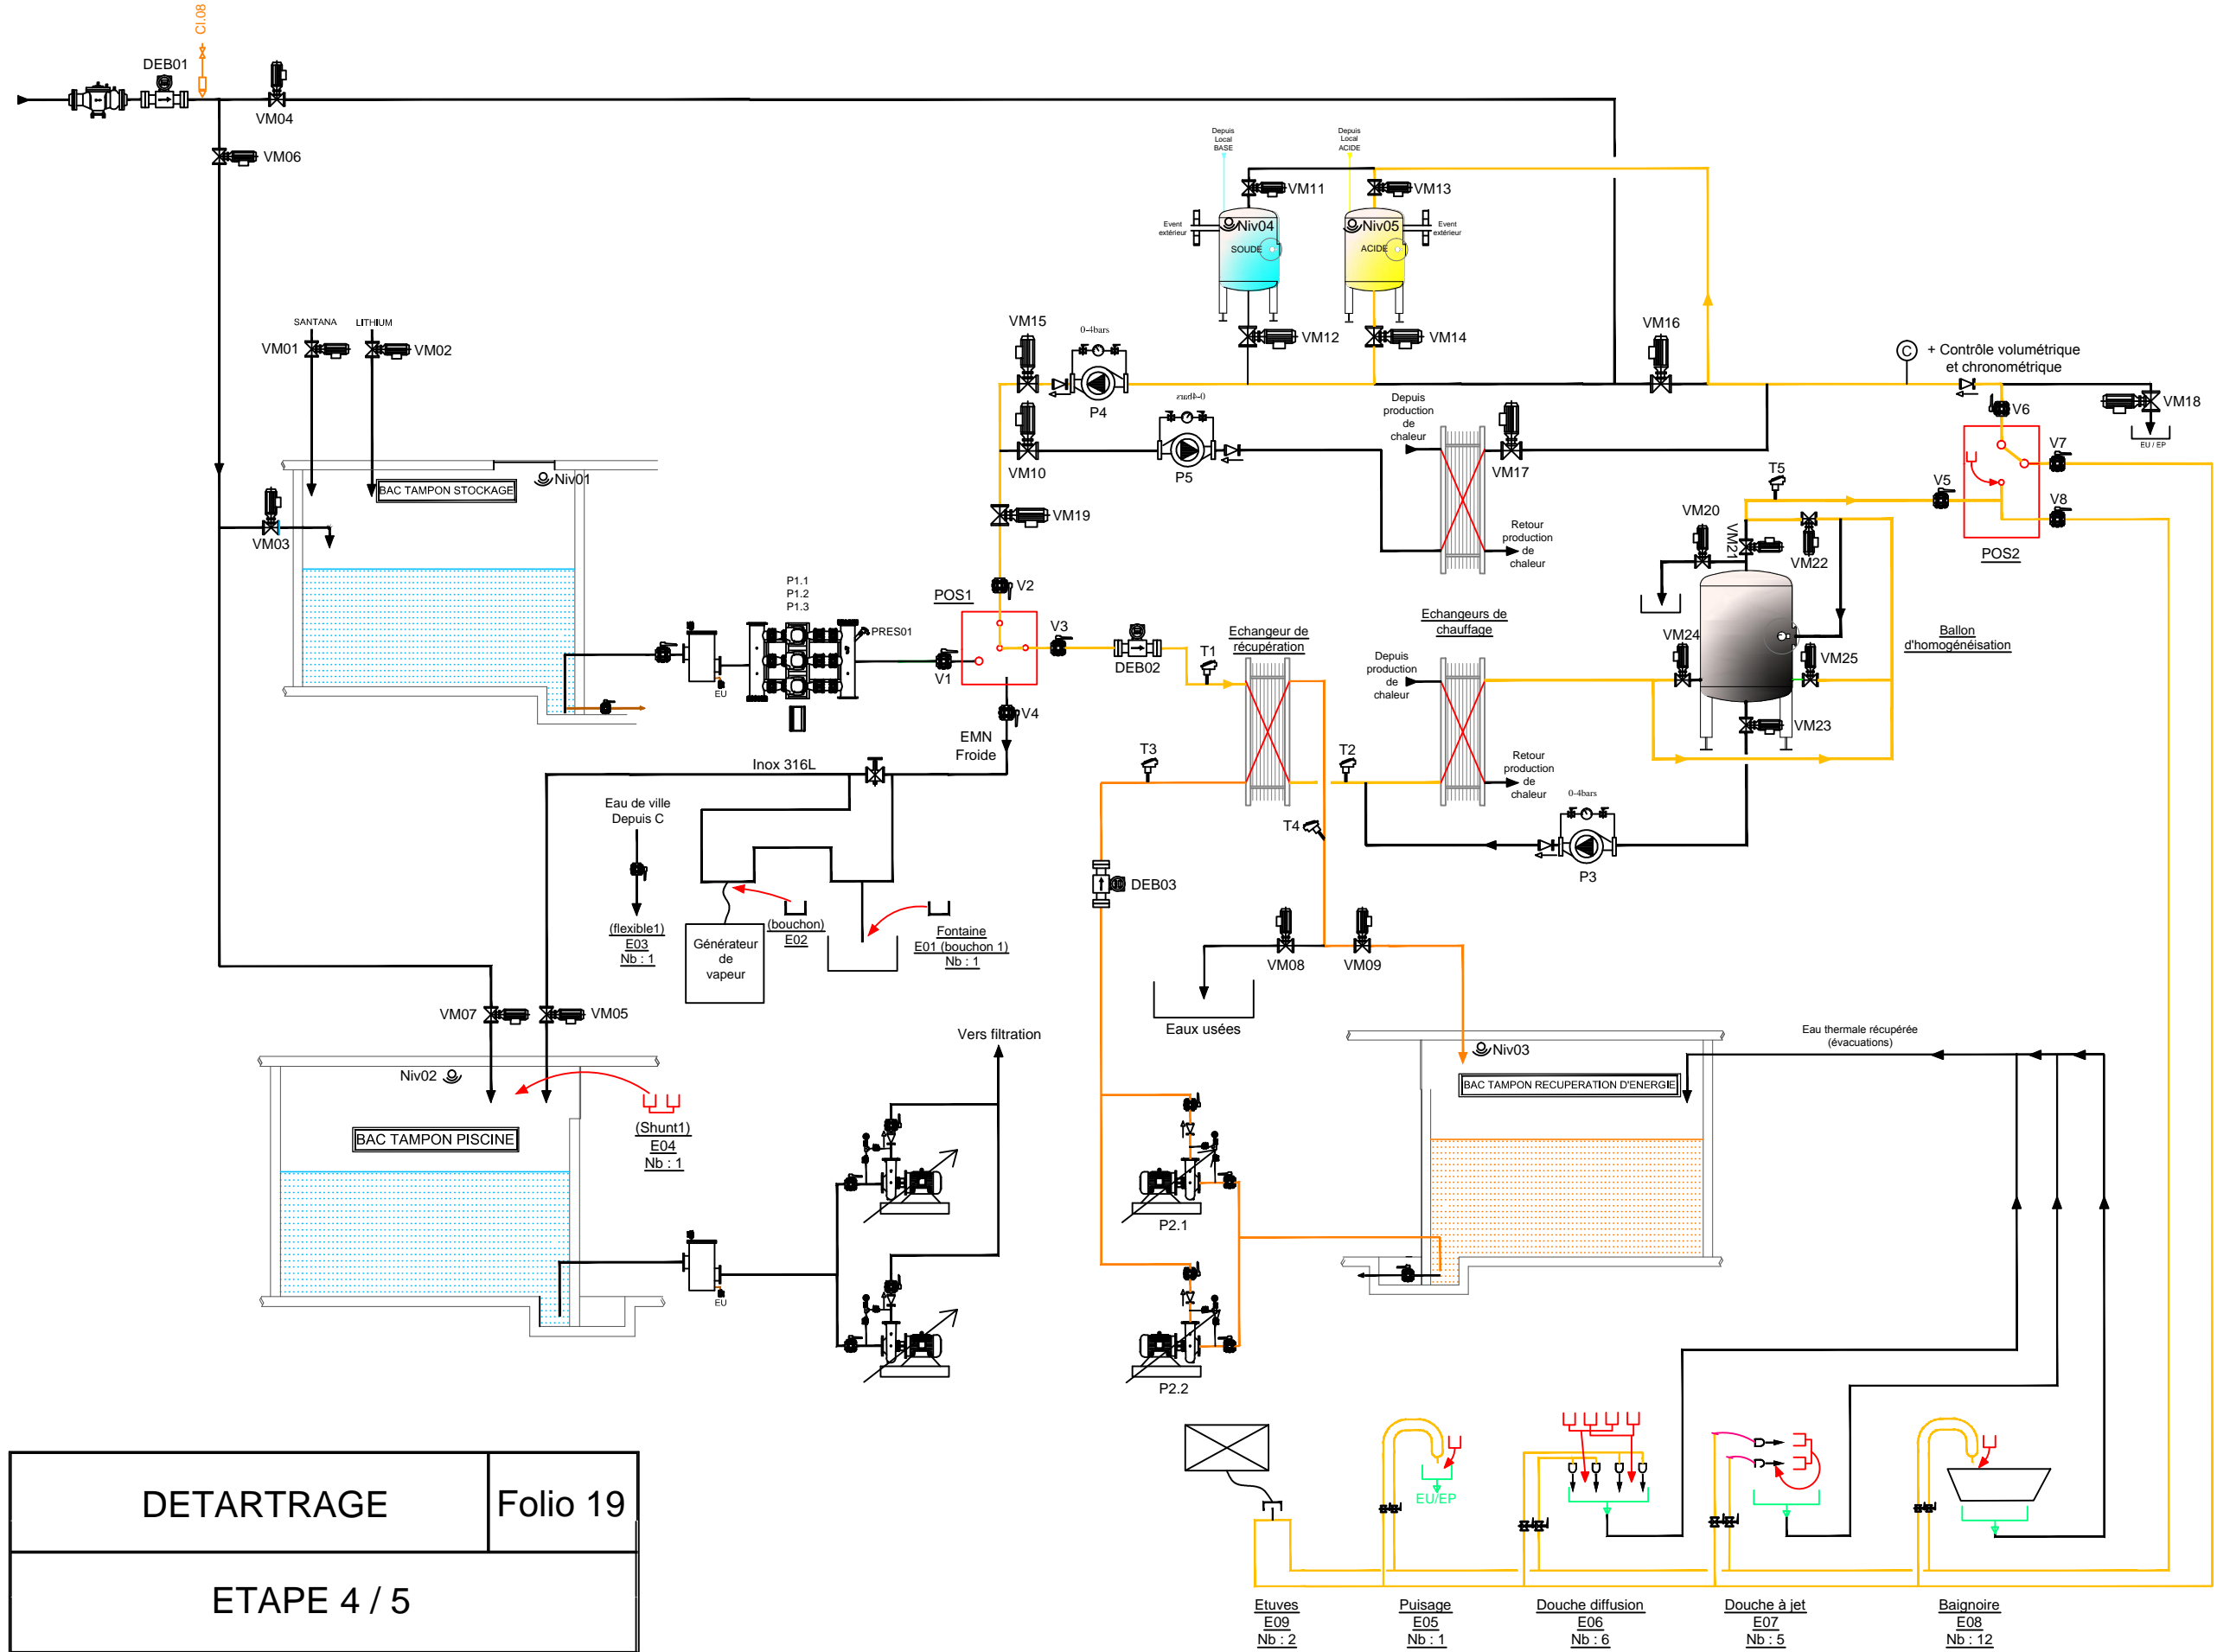 CI.08
DEB01
VM04
VM06
Depuis
Local
BASE
Depuis
Local
ACIDE
VM11
VM13
Event
extérieur
Niv04
SOUDE
Niv05
ACIDE
Event
extérieur
SANTANA
LITHIUM
VM01
VM02
VM15
0-4bars
VM12
VM14
VM16
C
+ Contrôle volumétrique
et chronométrique
P4
0-4bars
Depuis
production
de
chaleur
VM18
EU / EP
V6
V7
VM10
P5
VM17
T5
V5
V8
BAC TAMPON STOCKAGE
Niv01
VM19
VM03
Retour
production
de
chaleur
VM20
VM21
VM22
POS2
P1.1
P1.2
P1.3
POS1
V2
PRES01
V3
V1
DEB02
T1
Echangeur de
récupération
Echangeurs de
chauffage
Depuis
production
de
chaleur
VM24
VM25
Ballon
d'homogénéisation
EU
V4
EMN
Froide
VM23
Inox 316L
T3
T2
Retour
production
de
chaleur
0-4bars
Eau de ville
Depuis C
T4
P3
DEB03
(flexible1)
E03
Nb : 1
Générateur
de
vapeur
(bouchon)
E02
Fontaine
E01 (bouchon 1)
Nb : 1
VM08
VM09
VM07
VM05
Eaux usées
Vers filtration
Eau thermale récupérée
(évacuations)
Niv02
Niv03
BAC TAMPON RECUPERATION D'ENERGIE
(Shunt1)
E04
Nb : 1
BAC TAMPON PISCINE
P2.1
EU
P2.2
EU/EP
DETARTRAGE
Folio 19
ETAPE 4 / 5
Etuves
E09
Nb : 2
Puisage
E05
Nb : 1
Douche diffusion
E06
Nb : 6
Douche à jet
E07
Nb : 5
Baignoire
E08
Nb : 12